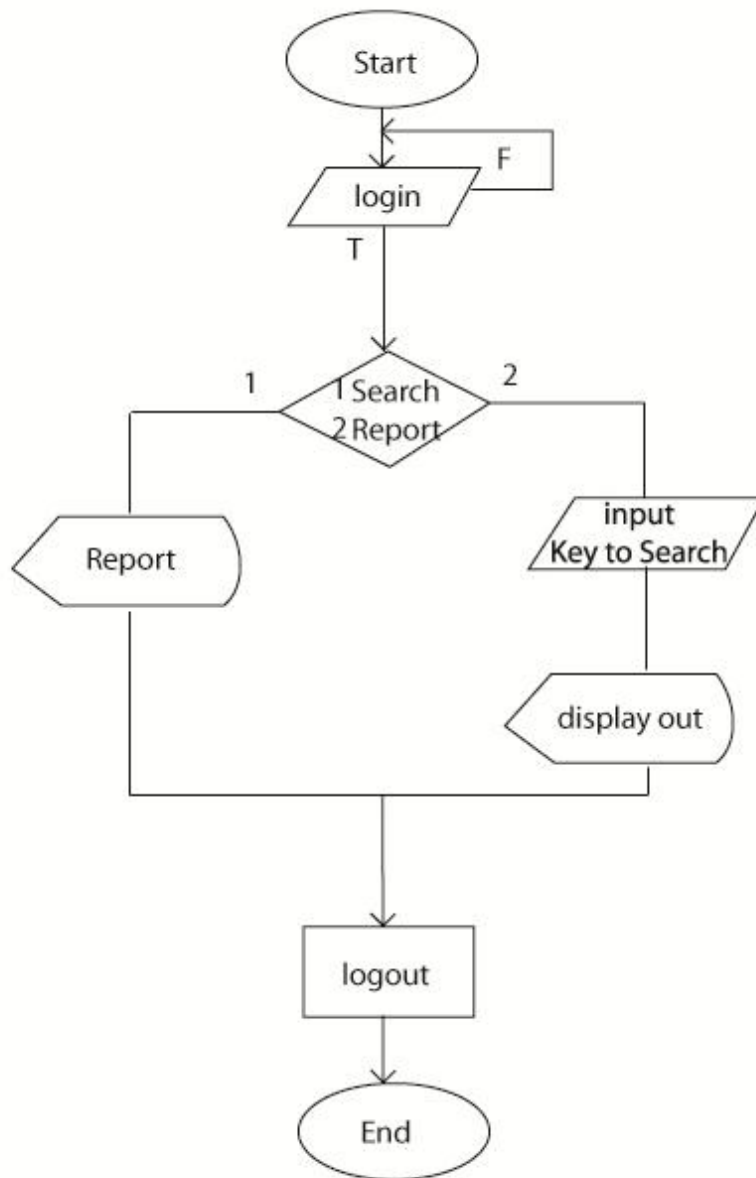 Start
F
login
T
1
2
1 Search
2 Report
Report
input
Key to Search
display out
logout
End